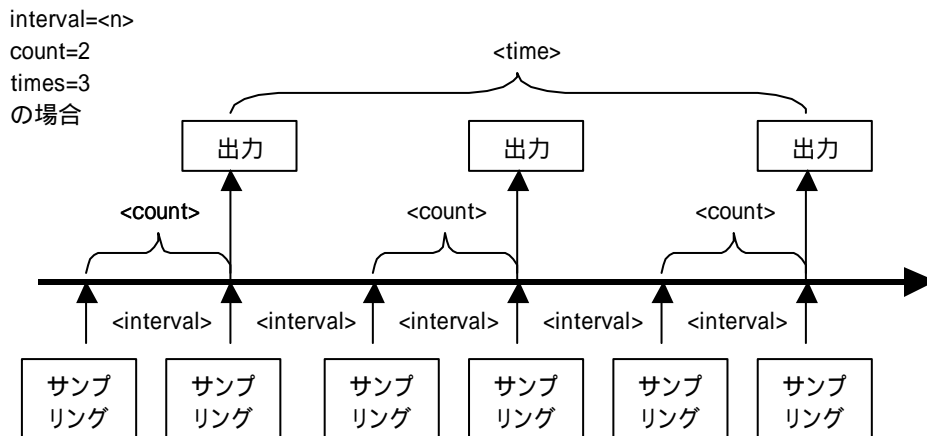 interval=<n>
count=2
times=3
の場合
<time>
出力
出力
出力
<count>
<count>
<count>
<interval>
<interval>
<interval>
<interval>
<interval>
サンプ
リング
サンプ
リング
サンプ
リング
サンプ
リング
サンプ
リング
サンプ
リング